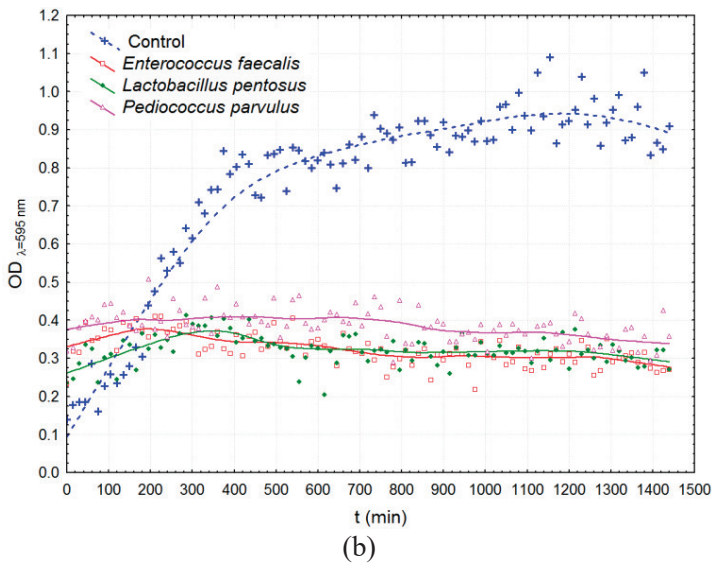 1.2
1.1
1.0
0.9
0.8
0.7
0.6
0.5
0.4
0.3
0.2
0.1
0.0
OD λ=595 nm
Control
Enterococcus faecalis
Lactobacillus pentosus
Pediococcus parvulus
0 100 200 300 400 500 600 700 800 900 1000 1100 1200 1300 1400 1500
t (min)
(b)